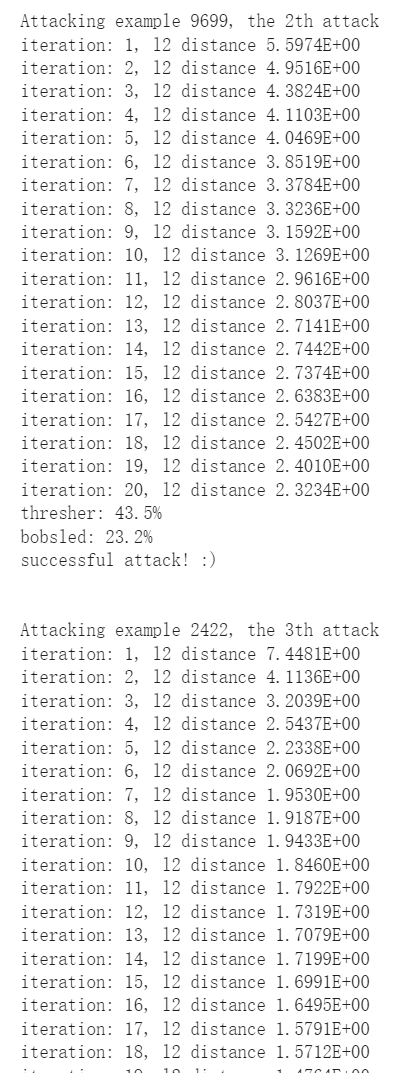 Attacking example 9699, the 2th attack
iteration: 1, l2 distance 5.5974E+00
iteration: 2, l2 distance 4.9516E+00
iteration: 3, l2 distance 4.3824E+00
iteration: 4, l2 distance 4.1103E+00
iteration: 5, l2 distance 4.0469E+00
iteration: 6, l2 distance 3.8519E+00
iteration: 7, l2 distance 3.3784E+00
iteration: 8, l2 distance 3.3236E+00
iteration: 9, l2 distance 3.1592E+00
iteration: 10, l2 distance 3.1269E+00
iteration: 11, l2 distance 2.9616E+00
iteration: 12, l2 distance 2.8037E+00
iteration: 13, l2 distance 2.7141E+00
iteration: 14, l2 distance 2.7442E+00
iteration: 15, l2 distance 2.7374E+00
iteration: 16, l2 distance 2.6383E+00
iteration: 17, l2 distance 2.5427E+00
iteration: 18, l2 distance 2.4502E+00
iteration: 19, l2 distance 2.4010E+00
iteration: 20, l2 distance 2.3234E+00
thresher: 43.5%
bobsled: 23.2%
successful attack! :)
Attacking example 2422, the 3th attack
iteration: 1, l2 distance 7.4481E+00
iteration: 2, l2 distance 4.1136E+00
iteration: 3, l2 distance 3.2039E+00
iteration: 4, l2 distance 2.5437E+00
iteration: 5, l2 distance 2.2338E+00
iteration: 6, l2 distance 2.0692E+00
iteration: 7, l2 distance 1.9530E+00
iteration: 8, l2 distance 1.9187E+00
iteration: 9, l2 distance 1.9433E+00
iteration: 10, l2 distance 1.8460E+00
iteration: 11, l2 distance 1.7922E+00
iteration: 12, l2 distance 1.7319E+00
iteration: 13, l2 distance 1.7079E+00
iteration: 14, l2 distance 1.7199E+00
iteration: 15, l2 distance 1.6991E+00
iteration: 16, l2 distance 1.6495E+00
iteration: 17, l2 distance 1.5791E+00
iteration: 18, l2 distance 1.5712E+00